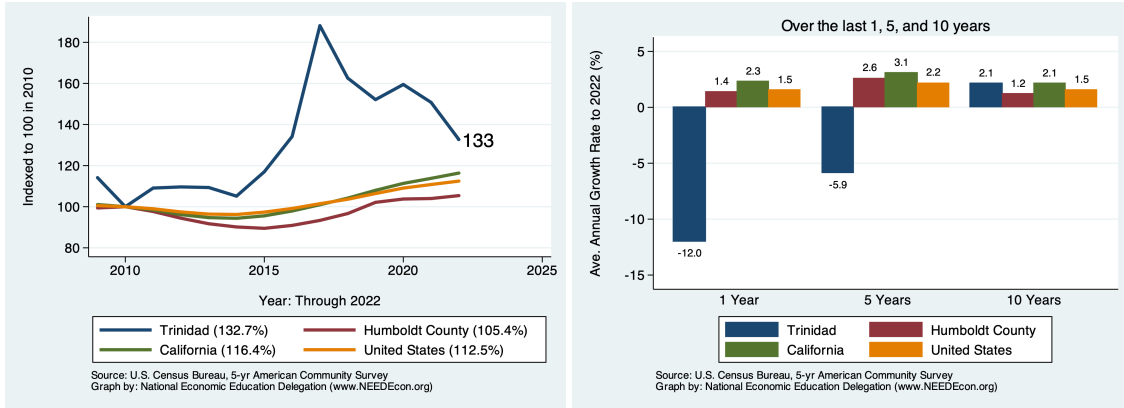 Indexed to 100 in 2010
180
160
140
120
100
80
133
2010
2015
2020
2025
Year: Through 2022
Trinidad (132.7%)
Humboldt County (105.4%)
California (116.4%)
United States (112.5%)
Source: U.S. Census Bureau, 5-yr American Community Survey
Graph by: National Economic Education Delegation (www.NEEDEcon.org)
Over the last 1, 5, and 10 years
Ave. Annual Growth Rate to 2022 (%)
5
0
-5
-10
-15
-12.0
1.4
2.3
1.5
-5.9
2.6
3.1
2.2
2.1
1.2
2.1
1.5
1 Year
5 Years
10 Years
Trinidad
Humboldt County
California
United States
Source: U.S. Census Bureau, 5-yr American Community Survey
Graph by: National Economic Education Delegation (www.NEEDEcon.org)